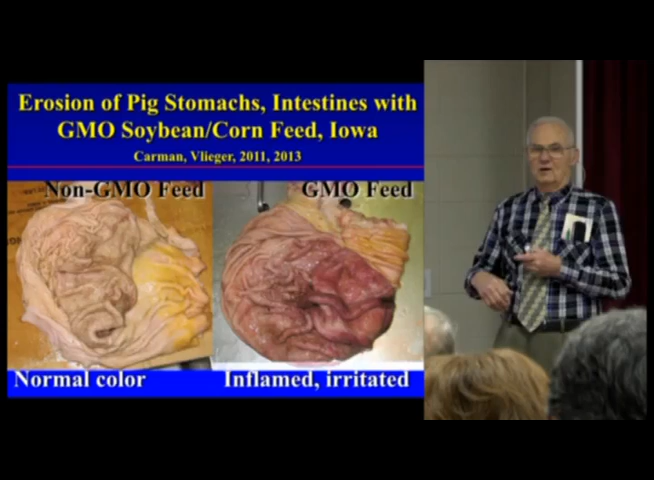 Erosion of Pig Stomachs, Intestines with
GMO Soybean/Corn Feed, Iowa
Carman, Vlieger, 2011, 2013
Non-GMO Feed
GMO Feed
Normal color
Inflamed, irritated